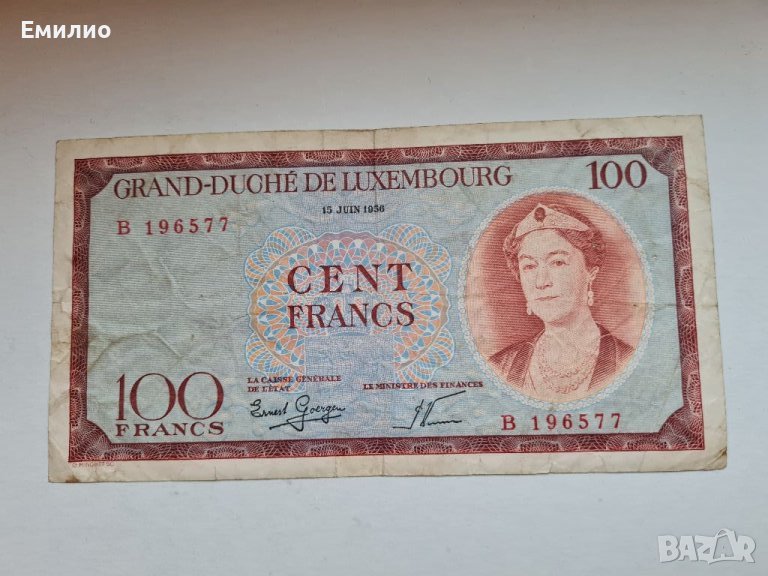 Емилио
GRAND-DUCHÉ DE LUXEMBOURG 100
15 JUIN 1956
B 196577
CENT
FRANCS
LA CAISSE GÉNÉRALE
DE L'ÉTAT
LE MINISTRE DES FINANCES
100
FRANCS
Ernest Goergen
B 196577
BAZAR